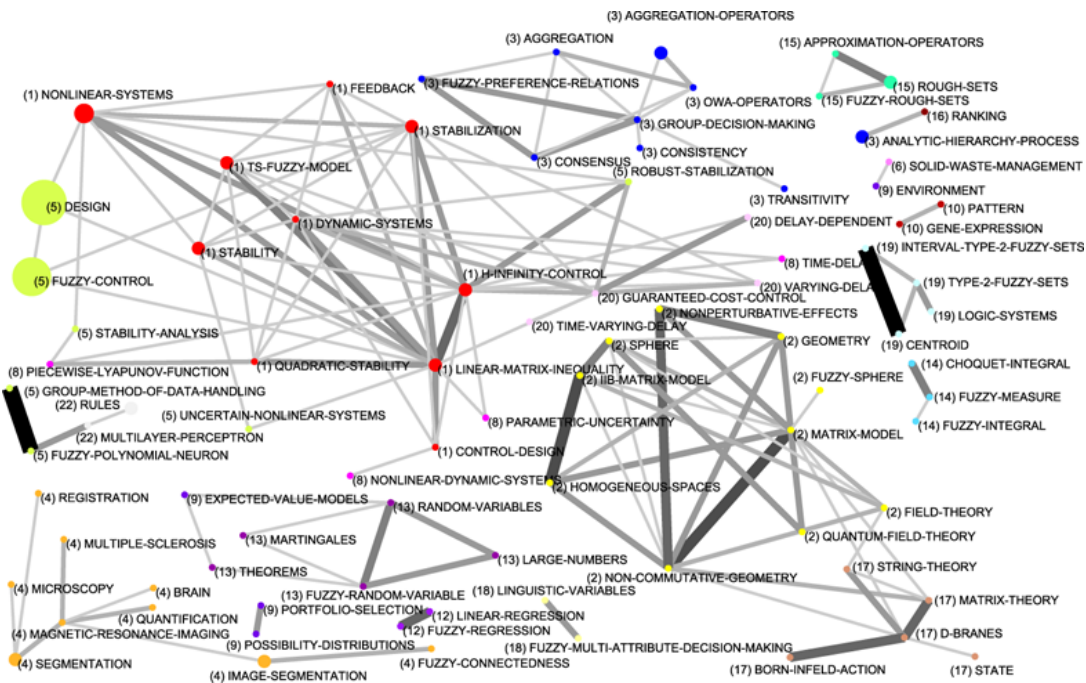 (3) AGGREGATION-OPERATORS
(3) AGGREGATION
(15) APPROXIMATION-OPERATORS
(1) NONLINEAR-SYSTEMS
(1) FEEDBACK
(3) FUZZY-PREFERENCE-RELATIONS
(15) ROUGH-SETS
(3) OWA-OPERATORS
(15) FUZZY-ROUGH-SETS
(16) RANKING
(1) STABILIZATION
(3) GROUP-DECISION-MAKING
(3) ANALYTIC-HIERARCHY-PROCESS
(1) TS-FUZZY-MODEL
(3) CONSENSUS
(3) CONSISTENCY
(6) SOLID-WASTE-MANAGEMENT
(5) ROBUST-STABILIZATION
(9) ENVIRONMENT
(3) TRANSITIVITY
(5) DESIGN
(10) PATTERN
(1) DYNAMIC-SYSTEMS
(20) DELAY-DEPENDENT
(10) GENE-EXPRESSION
(1) STABILITY
(19) INTERVAL-TYPE-2-FUZZY-SETS
(8) TIME-DELA
(1) H-INFINITY-CONTROL
(5) FUZZY-CONTROL
(20) VARYING-DELA
(19) TYPE-2-FUZZY-SETS
(20) GUARANTEED-COST-CONTROL
(2) NONPERTURBATIVE-EFFECTS
(19) LOGIC-SYSTEMS
(5) STABILITY-ANALYSIS
(20) TIME-VARYING-DELAY
(2) GEOMETRY
(19) CENTROID
(2) SPHERE
(8) PIECEWISE-LYAPUNOV-FUNCTION
(1) QUADRATIC-STABILITY
(1) LINEAR-MATRIX-INEQUALITY
(14) CHOQUET-INTEGRAL
(5) GROUP-METHOD-OF-DATA-HANDLING
(2) IIB-MATRIX-MODEL
(2) FUZZY-SPHERE
(22) RULES
(14) FUZZY-MEASURE
(5) UNCERTAIN-NONLINEAR-SYSTEMS
(8) PARAMETRIC-UNCERTAINTY
(14) FUZZY-INTEGRAL
(22) MULTILAYER-PERCEPTRON
(2) MATRIX-MODEL
(5) FUZZY-POLYNOMIAL-NEURON
(1) CONTROL-DESIGN
(8) NONLINEAR-DYNAMIC-SYSTEMS
(2) HOMOGENEOUS-SPACES
(4) REGISTRATION
(9) EXPECTED-VALUE-MODELS
(13) RANDOM-VARIABLES
(2) FIELD-THEORY
(4) MULTIPLE-SCLEROSIS
(13) MARTINGALES
(2) QUANTUM-FIELD-THEORY
(13) LARGE-NUMBERS
(13) THEOREMS
(2) NON-COMMUTATIVE-GEOMETRY
(17) STRING-THEORY
(4) MICROSCOPY
(4) BRAIN
(13) FUZZY-RANDOM-VARIABLE
(18) LINGUISTIC-VARIABLES
(17) MATRIX-THEORY
(4) QUANTIFICATION
(9) PORTFOLIO-SELECTION
(12) LINEAR-REGRESSION
(4) MAGNETIC-RESONANCE-IMAGING
(12) FUZZY-REGRESSION
(17) D-BRANES
(9) POSSIBILITY-DISTRIBUTIONS
(18) FUZZY-MULTI-ATTRIBUTE-DECISION-MAKING
(4) SEGMENTATION
(4) FUZZY-CONNECTEDNESS
(17) BORN-INFELD-ACTION
(17) STATE
(4) IMAGE-SEGMENTATION